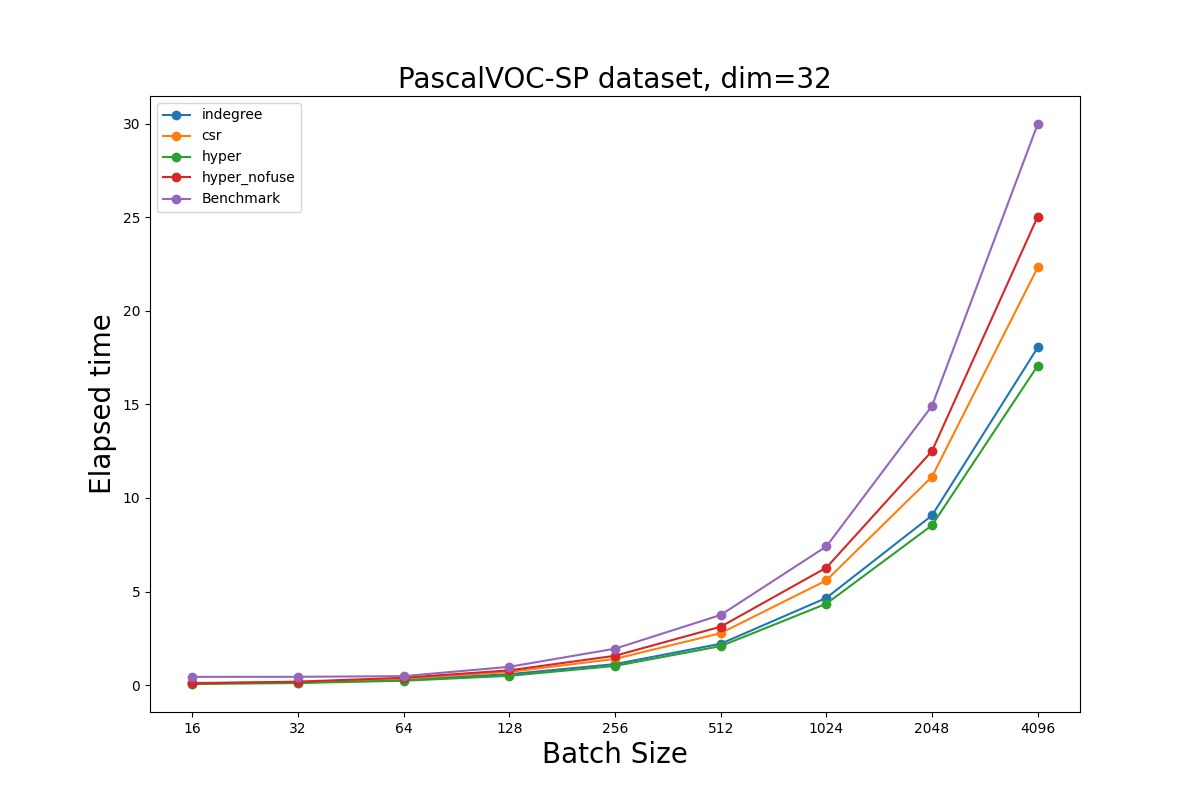 PascalVOC-SP dataset, dim=32
indegree
csr
hyper
hyper_nofuse
Benchmark
Elapsed time
30
25
20
15
10
5
0
16 32 64 128 256 512 1024 2048 4096
Batch Size